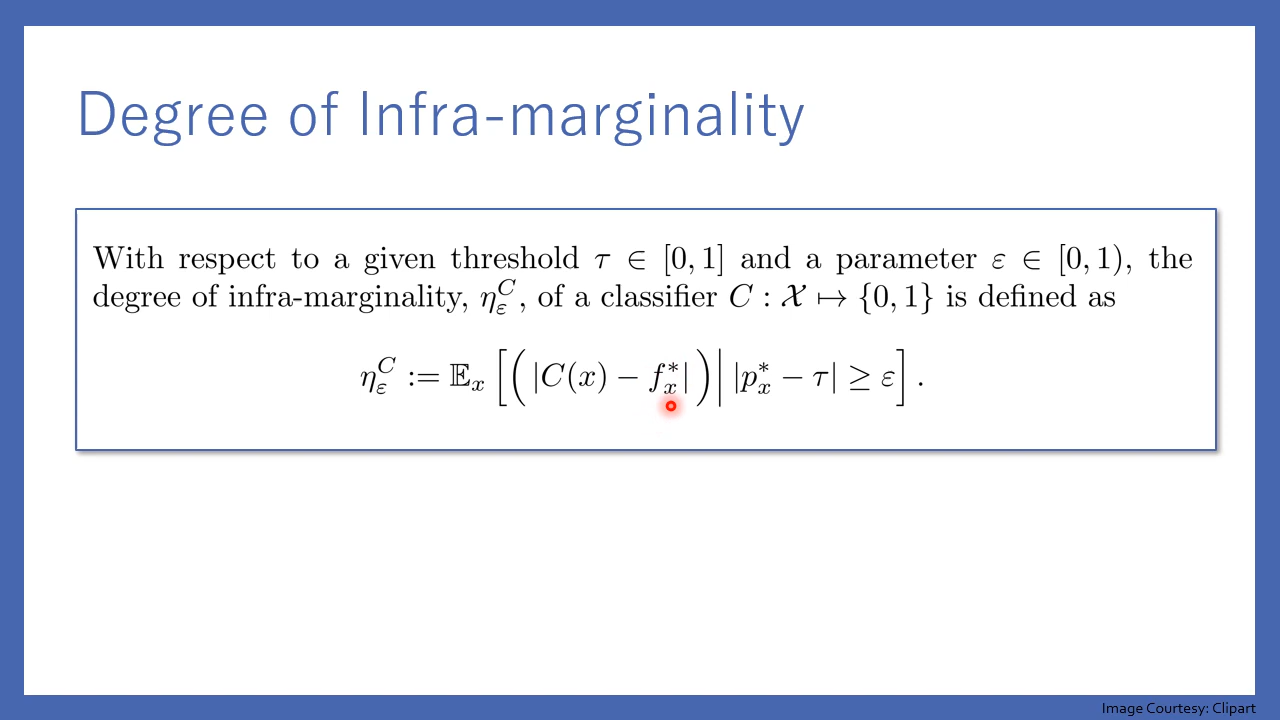 Degree of Infra-marginality
With respect to a given threshold τ ∈ [0, 1] and a parameter ε ∈ [0, 1), the
degree of infra-marginality, η_ε^C, of a classifier C : 𝒳 ↦ {0, 1} is defined as
η_ε^C := 𝔼_x [( |C(x) − f_x^*| )| |p_x^* − τ| ≥ ε] .
Image Courtesy: Clipart